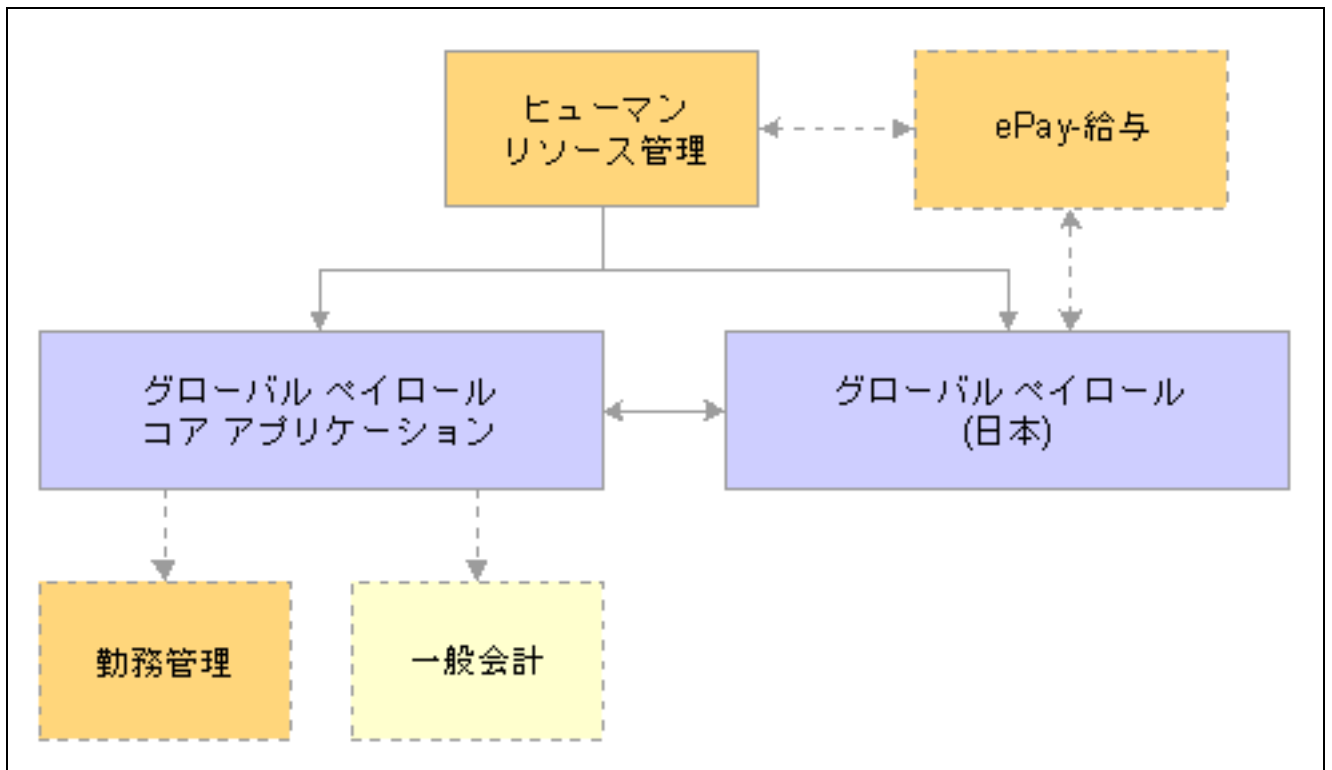 ヒューマン
リソース管理
ePay-給与
グローバル ペイロール
コア アプリケーション
グローバル ペイロール
(日本)
勤務管理
一般会計